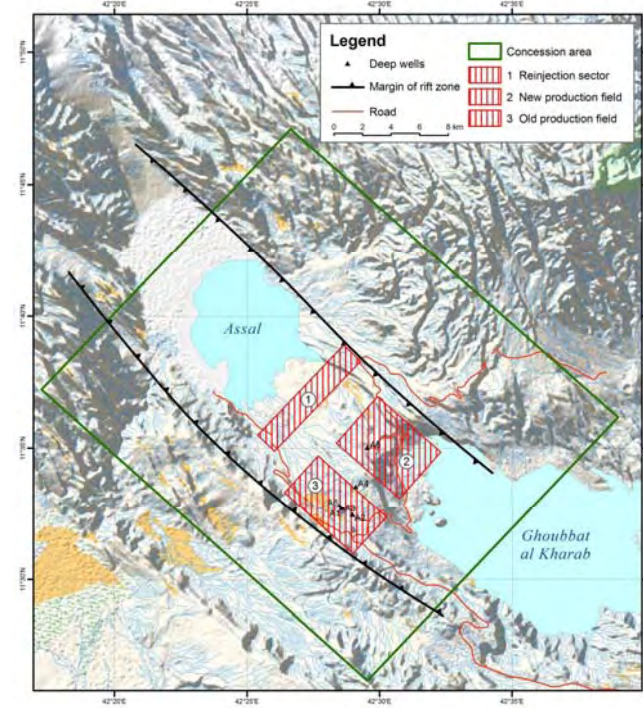 42°20'E 42°25'E 42°30'E 42°35'E
Legend
Deep wells
Margin of rift zone
Road
0 2 4 8 km
Concession area
1 Reinjection sector
2 New production field
3 Old production field
11°50'N
11°45'N
11°40'N
11°35'N
11°30'N
Assal
1
2
3
A4
Ghoubbat
al Kharab
42°20'E 42°25'E 42°30'E 42°35'E